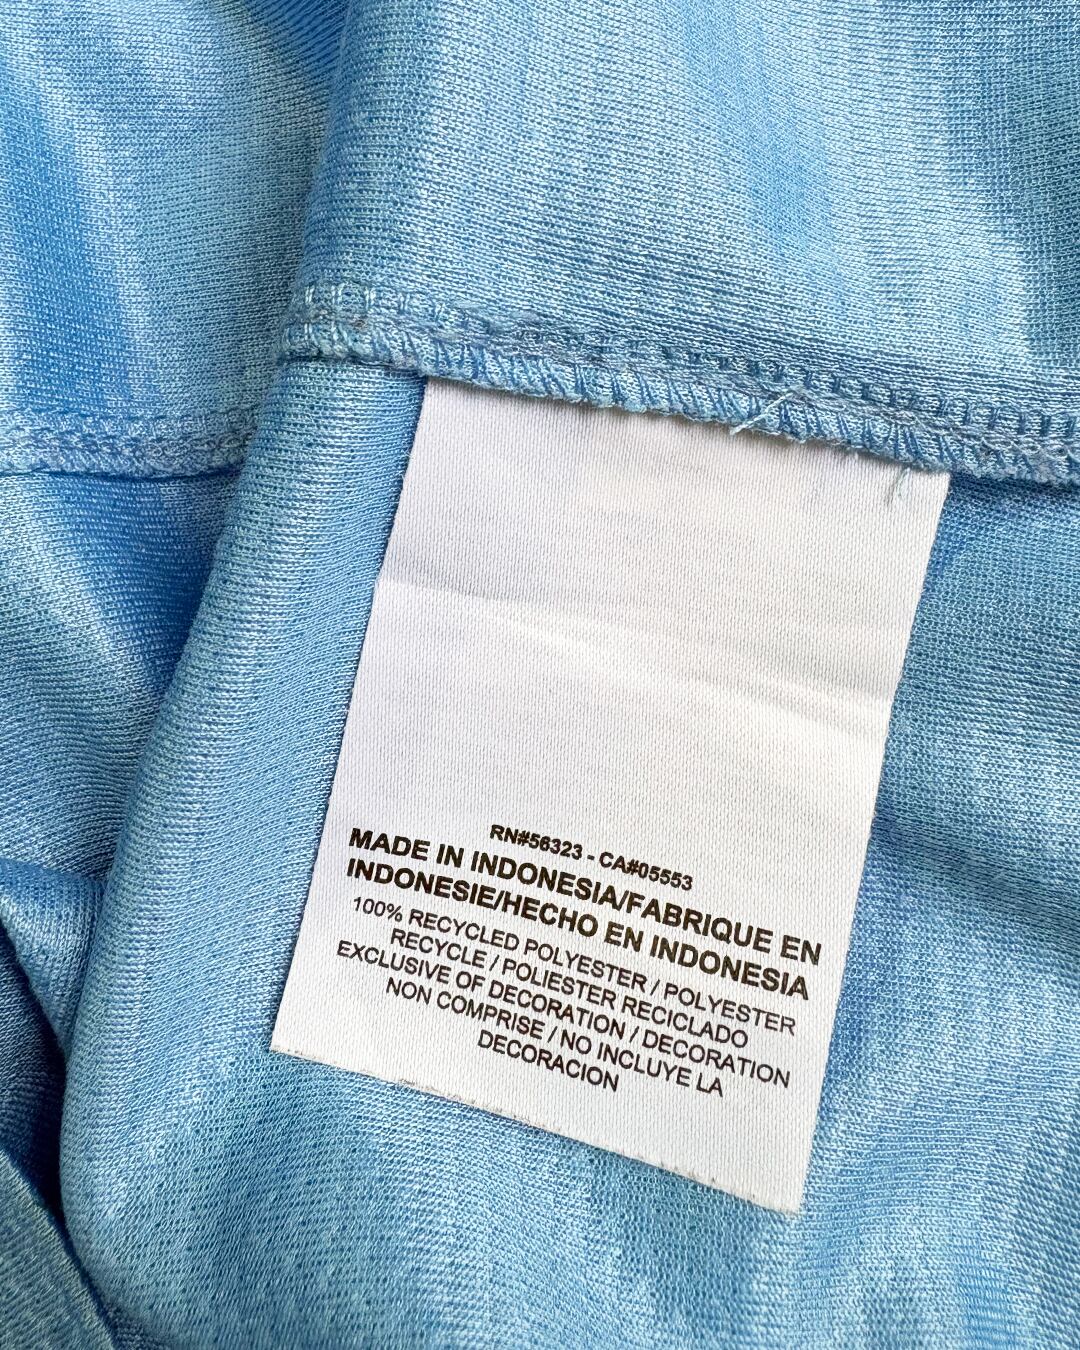 RN#56323 - CA#05553
MADE IN INDONESIA/FABRIQUE EN
INDONESIE/HECHO EN INDONESIA
100% RECYCLED POLYESTER / POLYESTER
RECYCLE / POLIESTER RECICLADO
EXCLUSIVE OF DECORATION / DECORATION
NON COMPRISE / NO INCLUYE LA
DECORACION